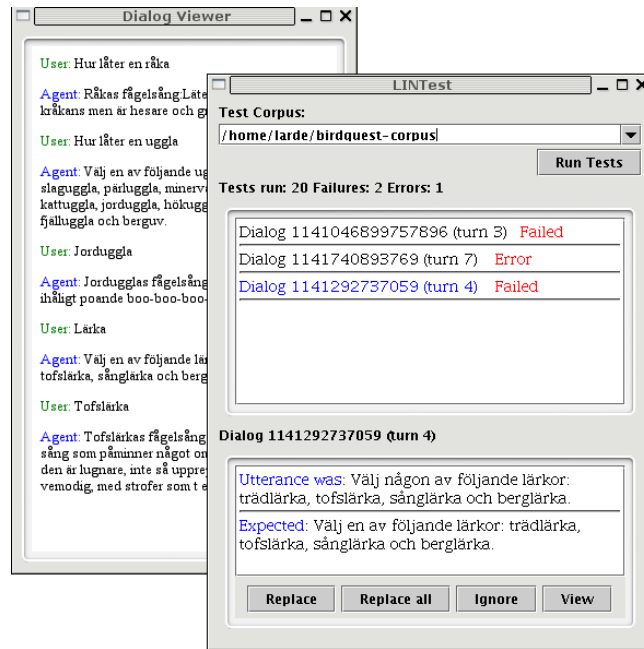 Dialog Viewer
User: Hur låter en råka
Agent: Råkas fågelsång:Läte
kråkans men är hesare och
User: Hur låter en uggla
Agent: Välj en av följande
slaguggla, pärluggla,
kattuggla, jorduggla,
fjälluggla och berguv.
User: Jorduggla
Agent: Jordugglas fågelsång
ihåligt poande boo-boo-boo-
User: Lärka
Agent: Välj en av följande
tofslärka, sånglärka och
User: Tofslärka
Agent: Tofslärkas fågelsång
sång som påminner något
den är lugnare, inte så
vemodig, med strofer som
LINTest
Test Corpus:
/home/larde/birdquest-corpus
Run Tests
Tests run: 20 Failures: 2 Errors: 1
Dialog 1141046899757896 (turn 3) Failed
Dialog 1141740893769 (turn 7) Error
Dialog 1141292737059 (turn 4) Failed
Dialog 1141292737059 (turn 4)
Utterance was: Välj någon av följande lärkor:
trädlärka, tofslärka, sånglärka och berglärka.
Expected: Välj en av följande lärkor: trädlärka,
tofslärka, sånglärka och berglärka.
Replace Replace all Ignore View